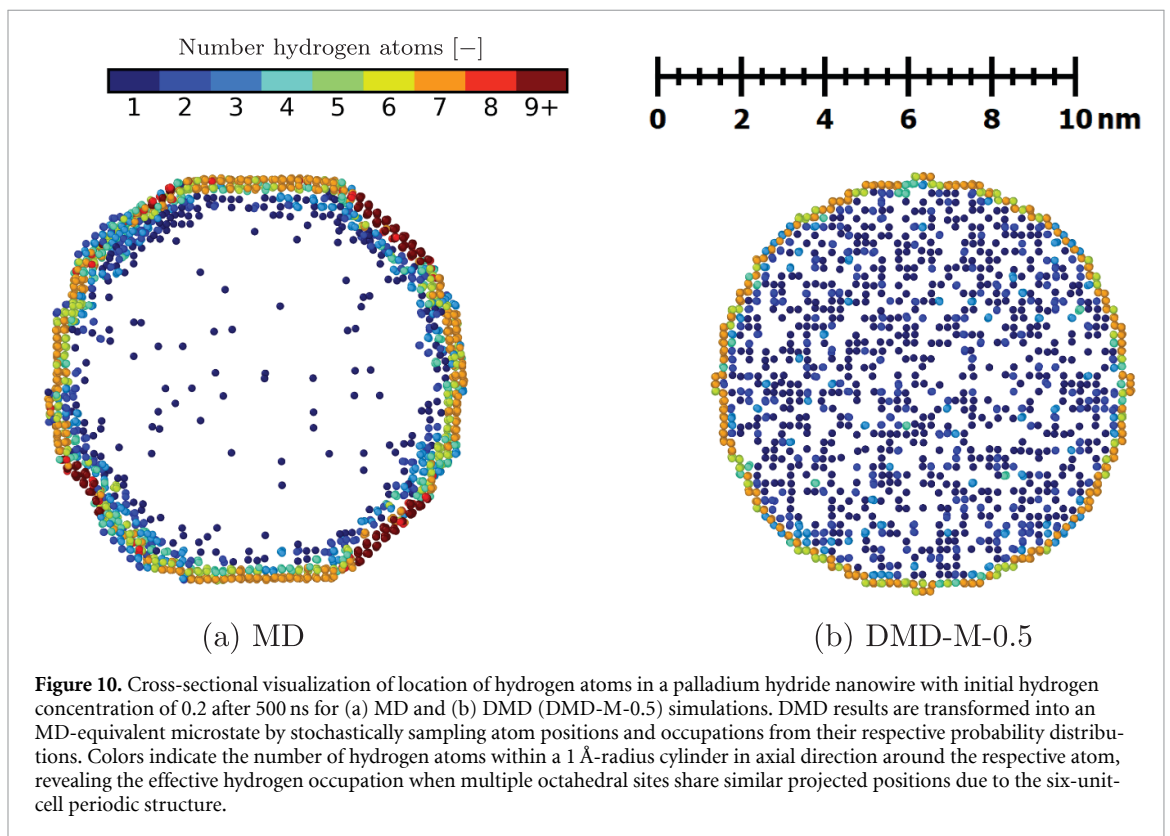 Number hydrogen atoms [−]
1 2 3 4 5 6 7 8 9+
0 2 4 6 8 10 nm
(a) MD
(b) DMD-M-0.5
Figure 10. Cross-sectional visualization of location of hydrogen atoms in a palladium hydride nanowire with initial hydrogen
concentration of 0.2 after 500 ns for (a) MD and (b) DMD (DMD-M-0.5) simulations. DMD results are transformed into an
MD-equivalent microstate by stochastically sampling atom positions and occupations from their respective probability distribu-
tions. Colors indicate the number of hydrogen atoms within a 1 Å-radius cylinder in axial direction around the respective atom,
revealing the effective hydrogen occupation when multiple octahedral sites share similar projected positions due to the six-unit-
cell periodic structure.